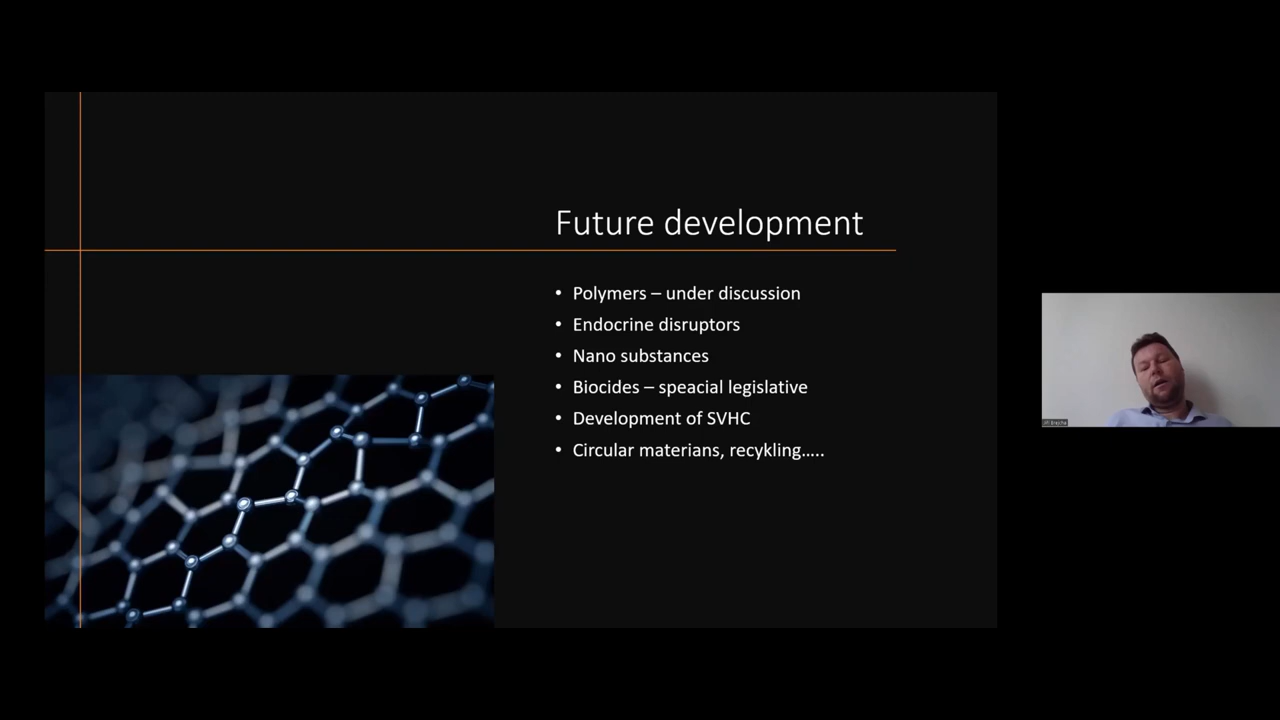 Future development
• Polymers – under discussion
• Endocrine disruptors
• Nano substances
• Biocides – speacial legislative
• Development of SVHC
• Circular materians, recykling…..